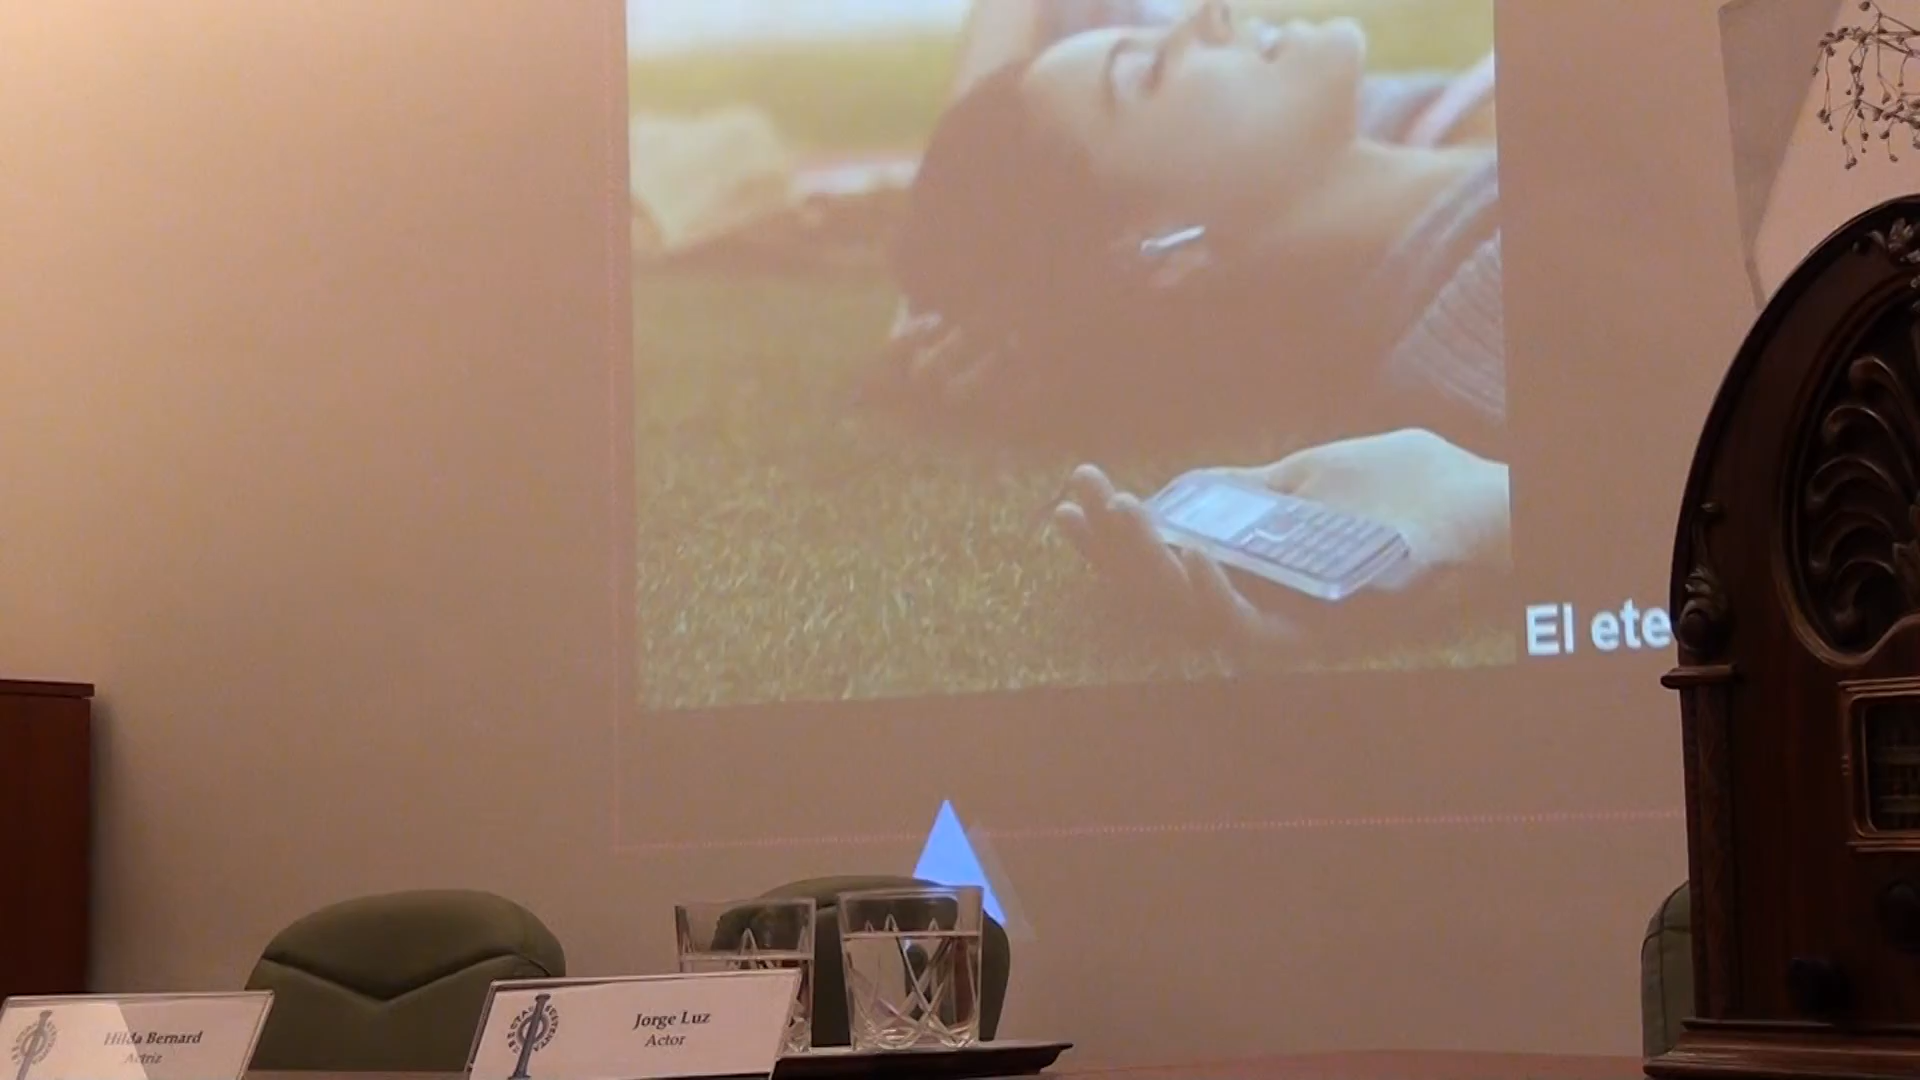 El ete
Hilda Bernard
Actriz
Jorge Luz
Actor